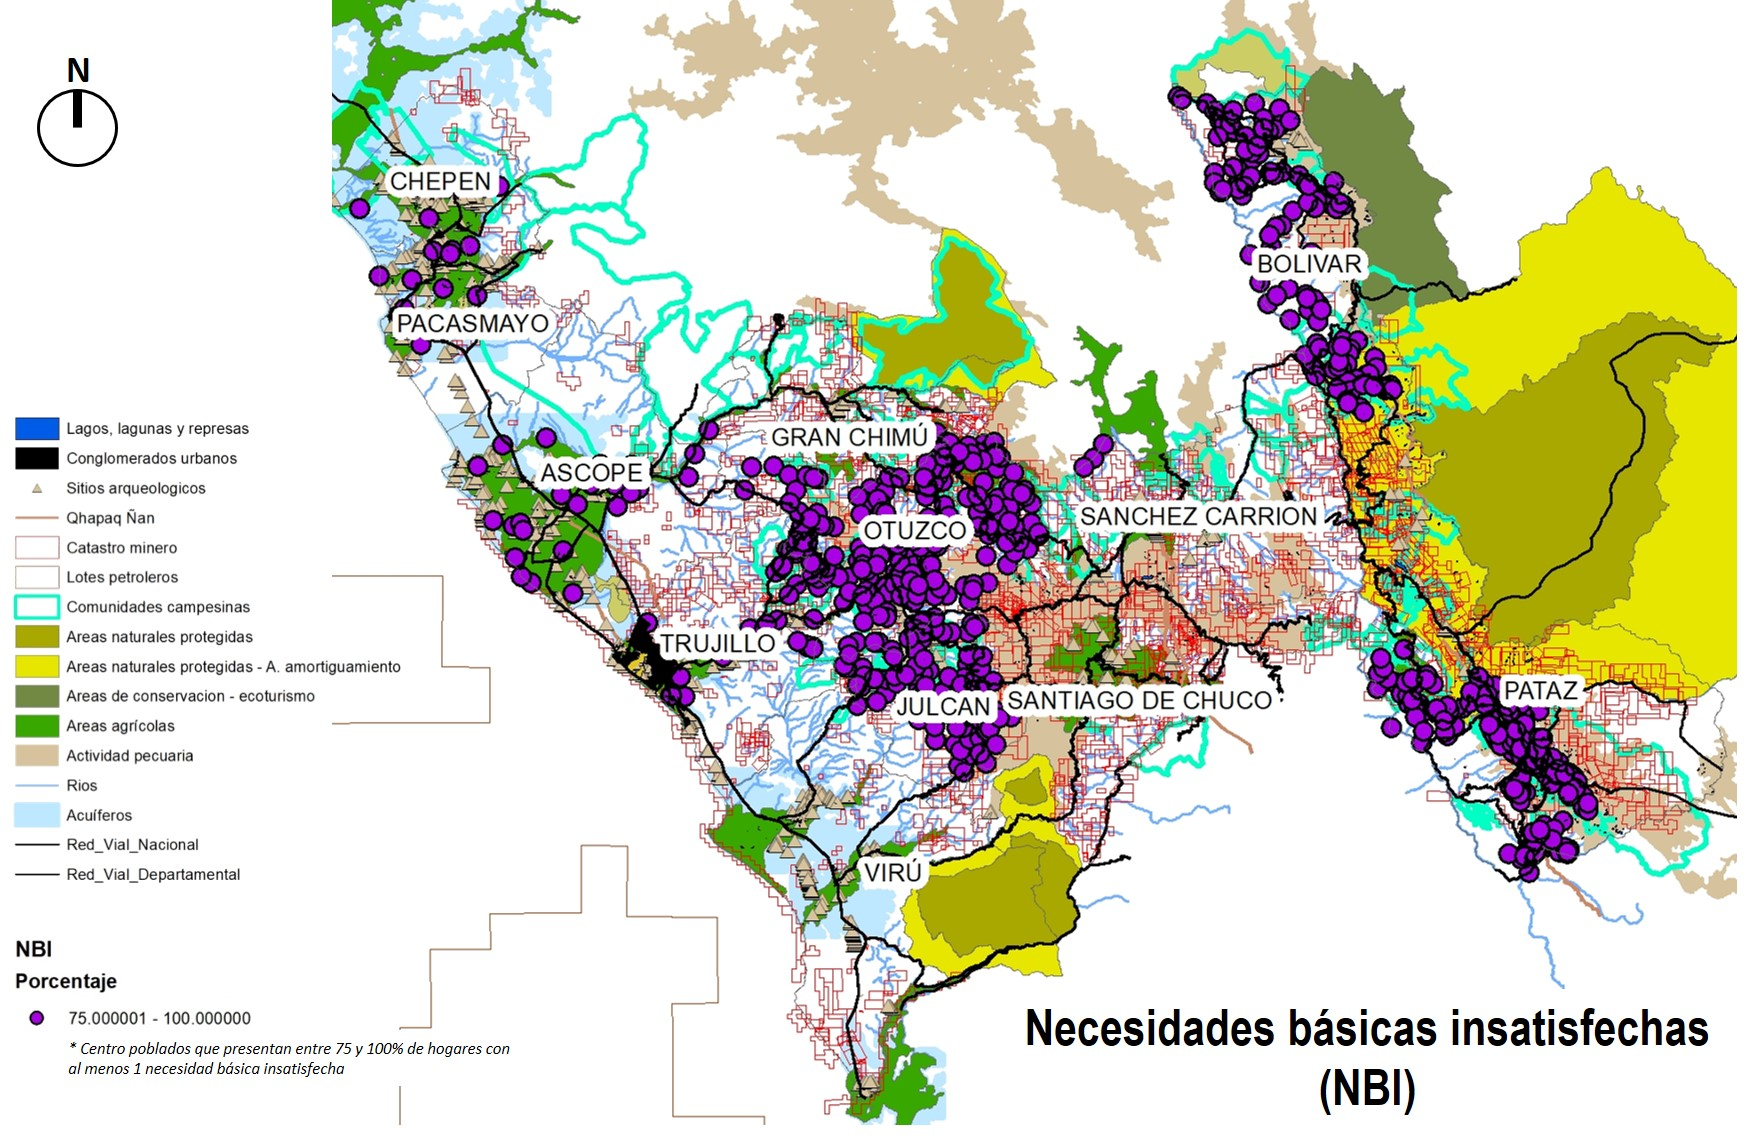 N
CHEPEN
PACASMAYO
BOLIVAR
GRAN CHIMÚ
ASCOPE
OTUZCO
SANCHEZ CARRION
TRUJILLO
JULCAN
SANTIAGO DE CHUCO
PATAZ
VIRÚ
Lagos, lagunas y represas
Conglomerados urbanos
Sitios arqueologicos
Qhapaq Ñan
Catastro minero
Lotes petroleros
Comunidades campesinas
Areas naturales protegidas
Areas naturales protegidas - A. amortiguamiento
Areas de conservacion - ecoturismo
Areas agrícolas
Actividad pecuaria
Rios
Acuíferos
Red_Vial_Nacional
Red_Vial_Departamental
NBI
Porcentaje
75.000001 - 100.000000
* Centro poblados que presentan entre 75 y 100% de hogares con
al menos 1 necesidad básica insatisfecha
Necesidades básicas insatisfechas
(NBI)